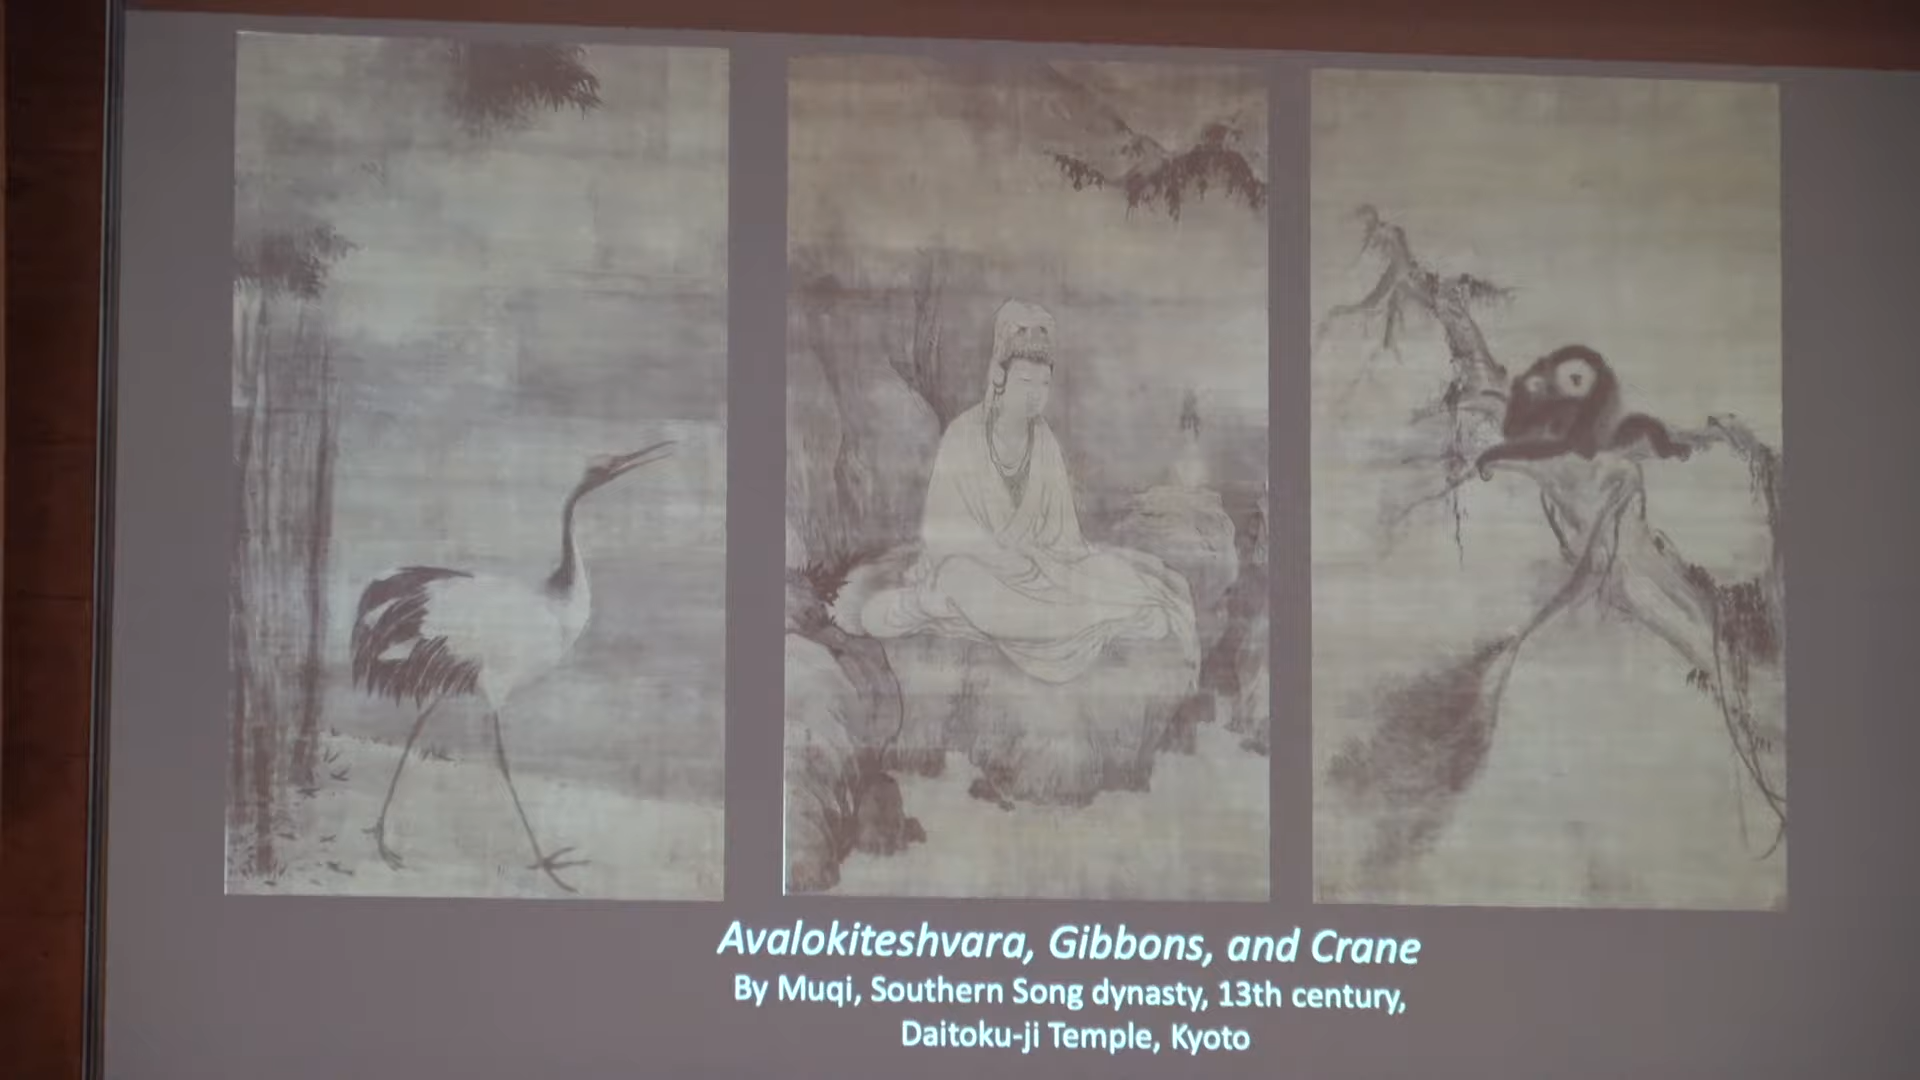 Avalokiteshvara, Gibbons, and Crane
By Muqi, Southern Song dynasty, 13th century,
Daitoku-ji Temple, Kyoto